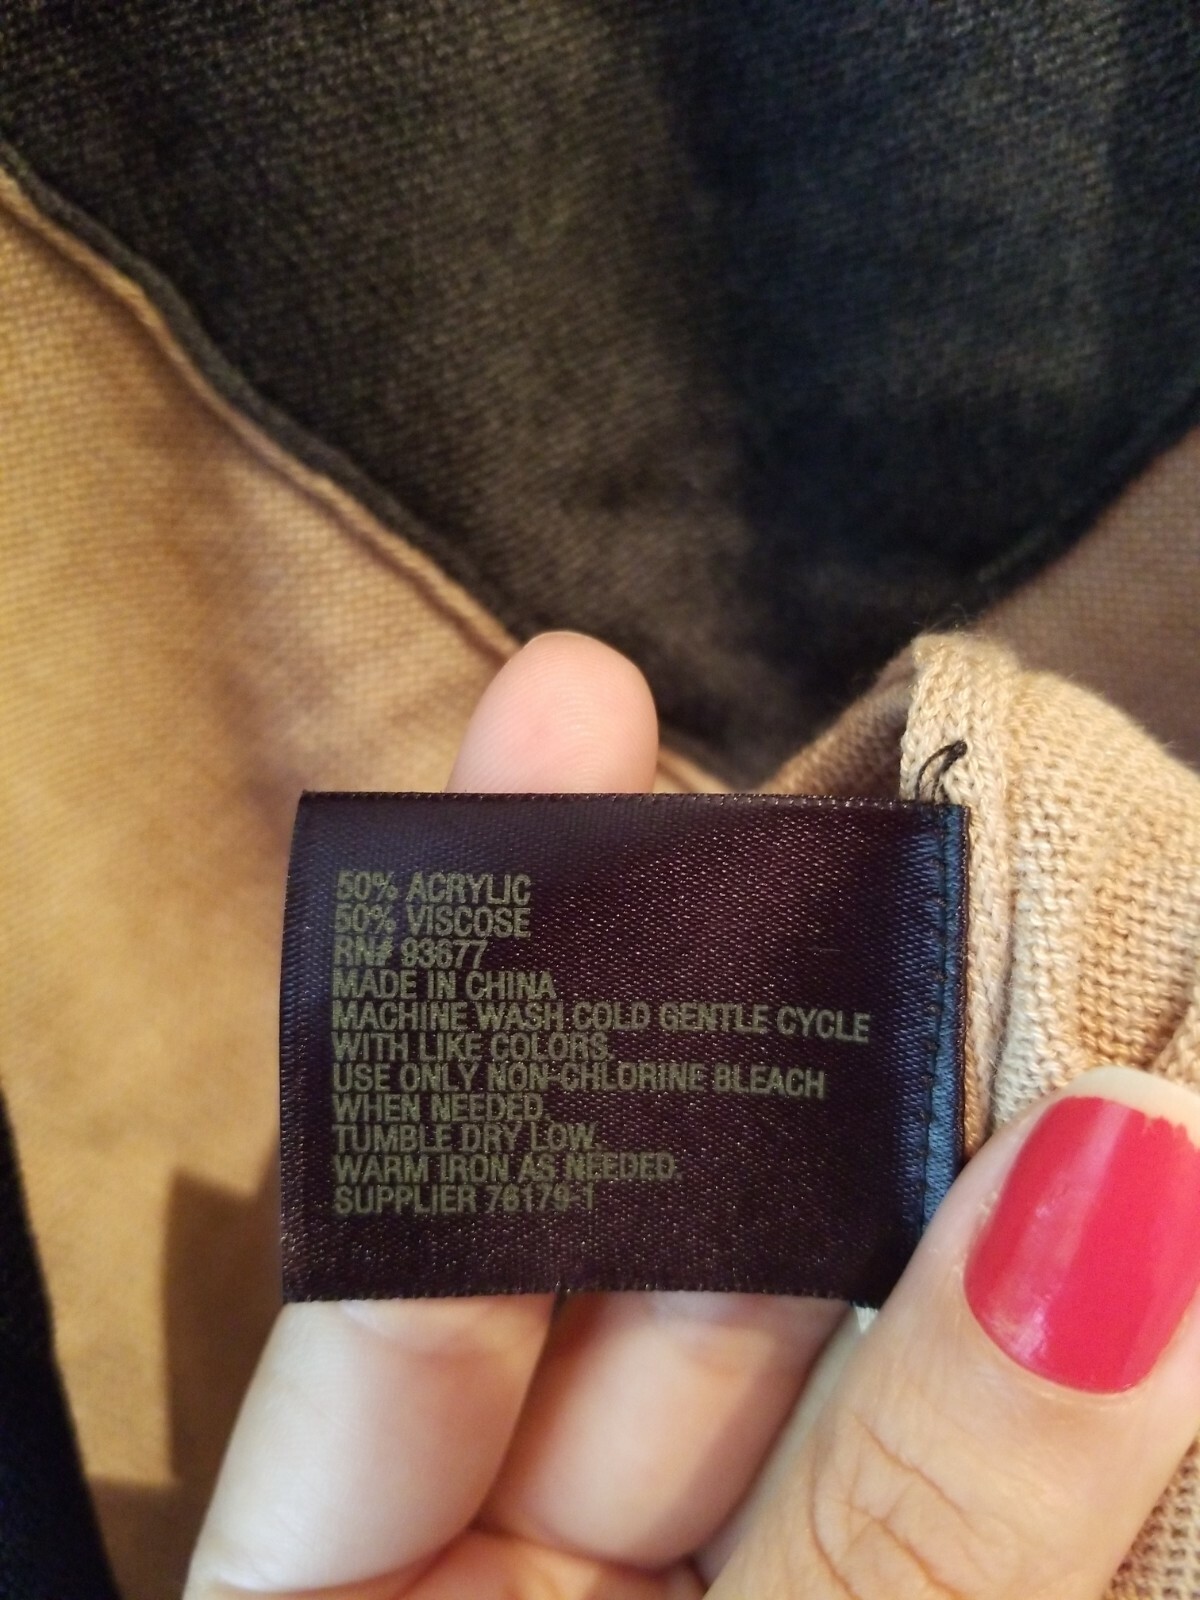 50% ACRYLIC
50% VISCOSE
RN# 93677
MADE IN CHINA
MACHINE WASH COLD GENTLE CYCLE
WITH LIKE COLORS.
USE ONLY NON-CHLORINE BLEACH
WHEN NEEDED.
TUMBLE DRY LOW.
WARM IRON AS NEEDED.
SUPPLIER 76179-1